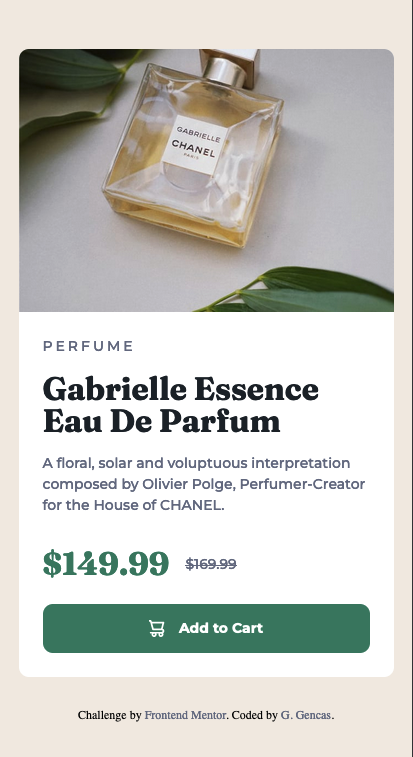 GABRIELLE
CHANEL
PARIS
PERFUME
Gabrielle Essence
Eau De Parfum
A floral, solar and voluptuous interpretation
composed by Olivier Polge, Perfumer-Creator
for the House of CHANEL.
$149.99 $169.99
Add to Cart
Challenge by Frontend Mentor. Coded by G. Gencas.